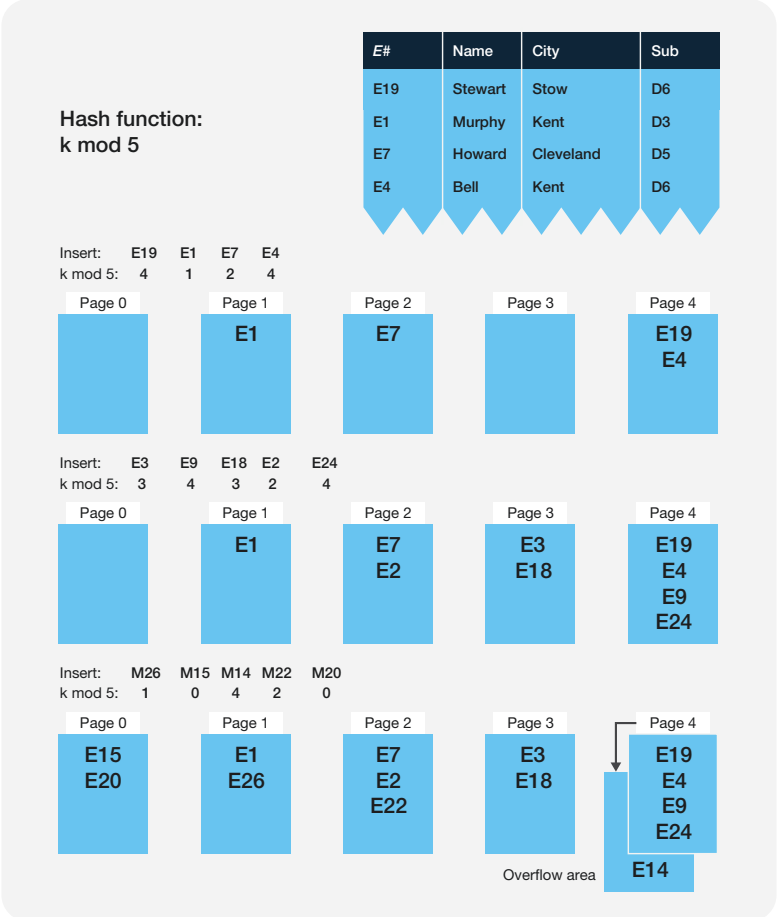 E# Name City Sub
E19 Stewart Stow D6
Hash function:
k mod 5
E1 Murphy Kent D3
E7 Howard Cleveland D5
E4 Bell Kent D6
Insert: E19 E1 E7 E4
k mod 5: 4 1 2 4
Page 0 Page 1 Page 2 Page 3 Page 4
E1 E7 E19
E4
Insert: E3 E9 E18 E2 E24
k mod 5: 3 4 3 2 4
Page 0 Page 1 Page 2 Page 3 Page 4
E1 E7 E3 E19
E2 E18 E4
E9
E24
Insert: M26 M15 M14 M22 M20
k mod 5: 1 0 4 2 0
Page 0 Page 1 Page 2 Page 3 Page 4
E15 E1 E7 E3 E19
E20 E26 E2 E18 E4
E22 E9
E24
Overflow area E14